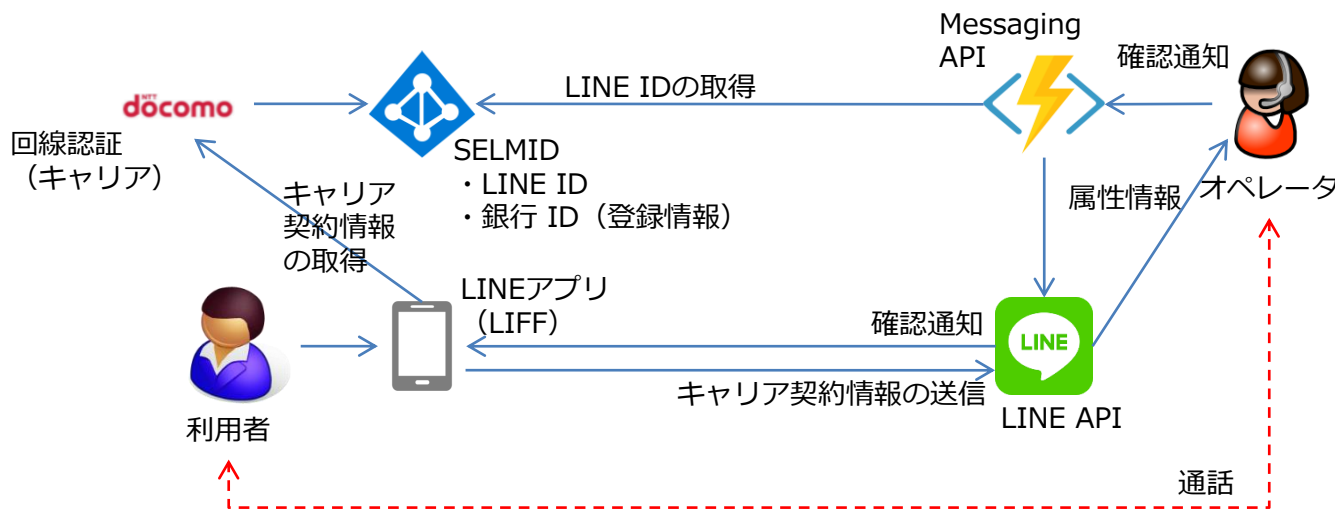 Messaging
API
確認通知
LINE IDの取得
NTT
döcomo
回線認証
（キャリア）
SELMID
・LINE ID
・銀行 ID（登録情報）
キャリア
契約情報
の取得
属性情報
オペレータ
LINEアプリ
（LIFF）
確認通知
LINE
キャリア契約情報の送信
LINE API
利用者
通話